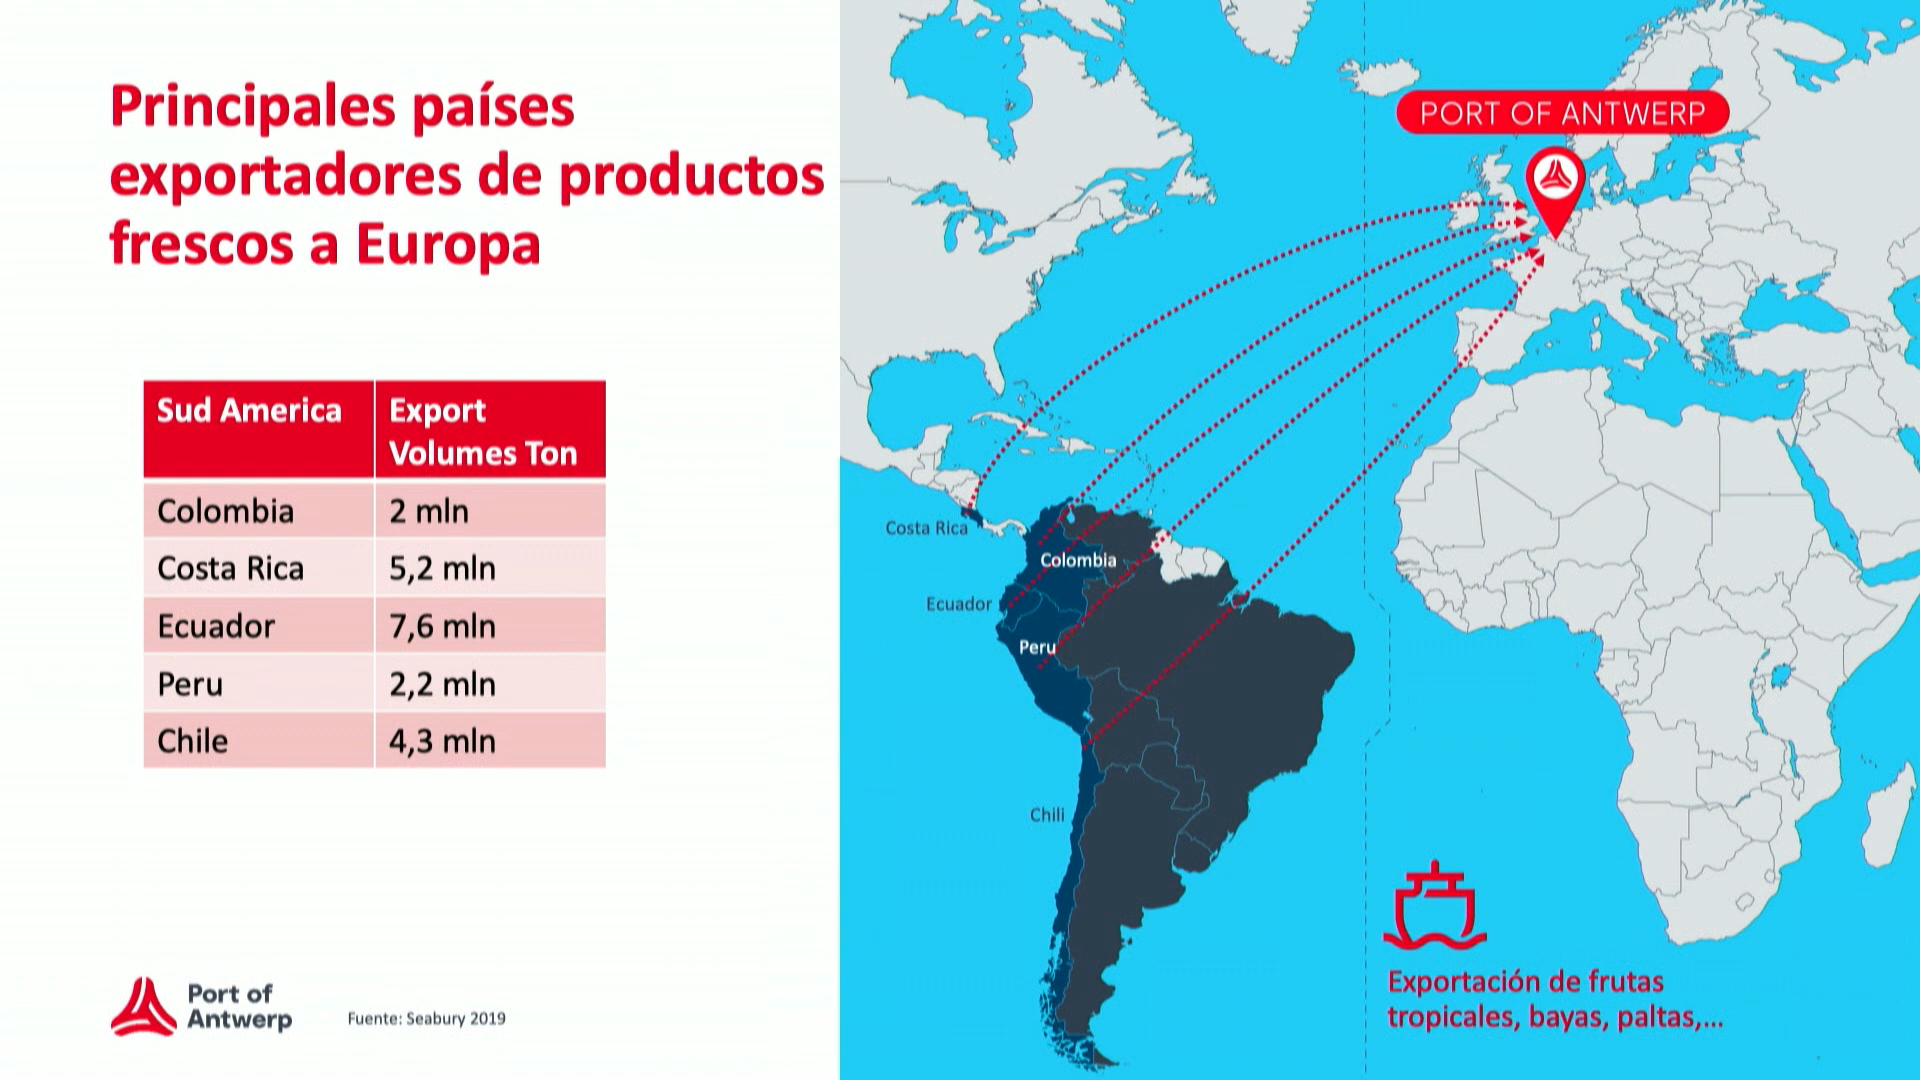 Principales países
exportadores de productos
frescos a Europa
Sud America
Export
Volumes Ton
Colombia
2 mln
Costa Rica
5,2 mln
Ecuador
7,6 mln
Peru
2,2 mln
Chile
4,3 mln
Port of
Antwerp
Fuente: Seabury 2019
PORT OF ANTWERP
Costa Rica
Colombia
Ecuador
Peru
Chili
Exportación de frutas
tropicales, bayas, paltas,...